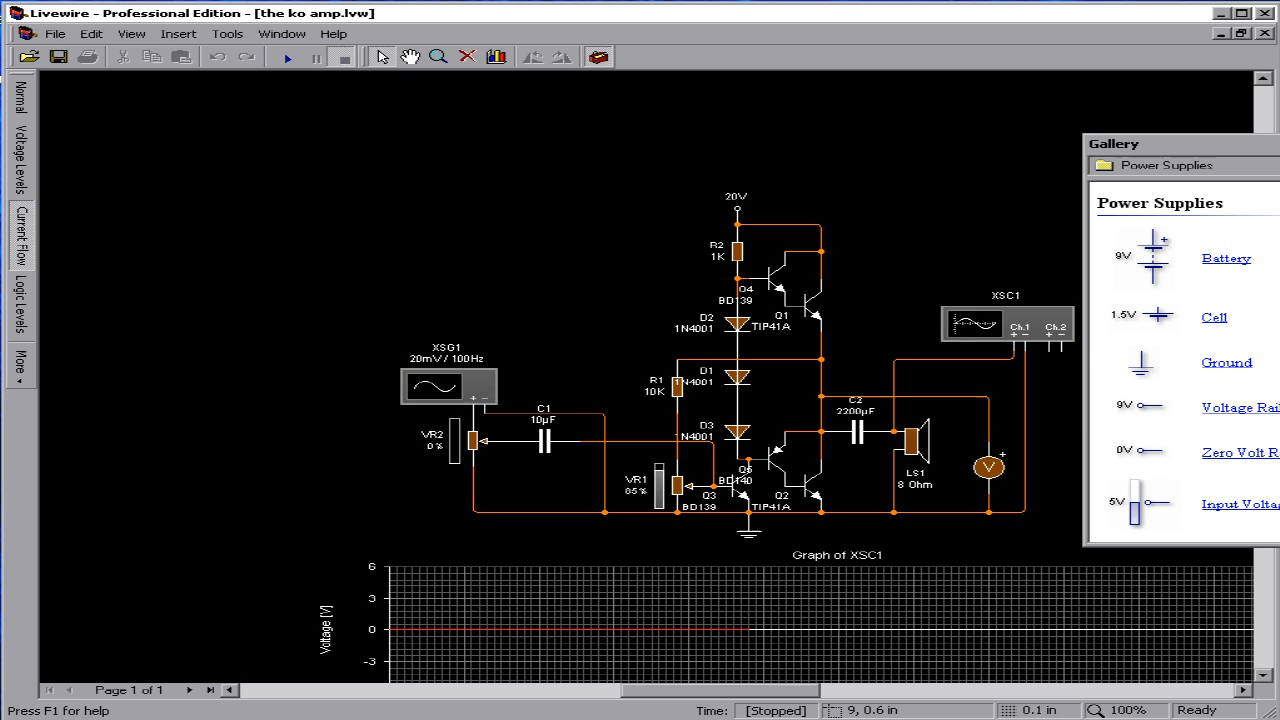 Livewire - Professional Edition - [the ko amp.lvw]
File Edit View Insert Tools Window Help
Normal
Voltage Levels
Current Flow
Logic Levels
More
Gallery
Power Supplies
Power Supplies
9V Battery
1.5V Cell
Ground
9V Voltage Rai
0V Zero Volt R
5V Input Volta
20V
R2
1K
Q4
BD139
D2
1N4001
Q1
TIP41A
XSC1
Ch.1 Ch.2
+ − + −
XSG1
20mV / 100Hz
+ −
R1
10K
D1
1N4001
C1
10µF
C2
2200µF
VR2
0%
D3
1N4001
V
+
LS1
8 Ohm
VR1
85%
Q5
BD140
Q3
BD139
Q2
TIP41A
Graph of XSC1
Voltage [V]
6
3
0
-3
Page 1 of 1
Press F1 for help Time: [Stopped] 9, 0.6 in 0.1 in 100% Ready